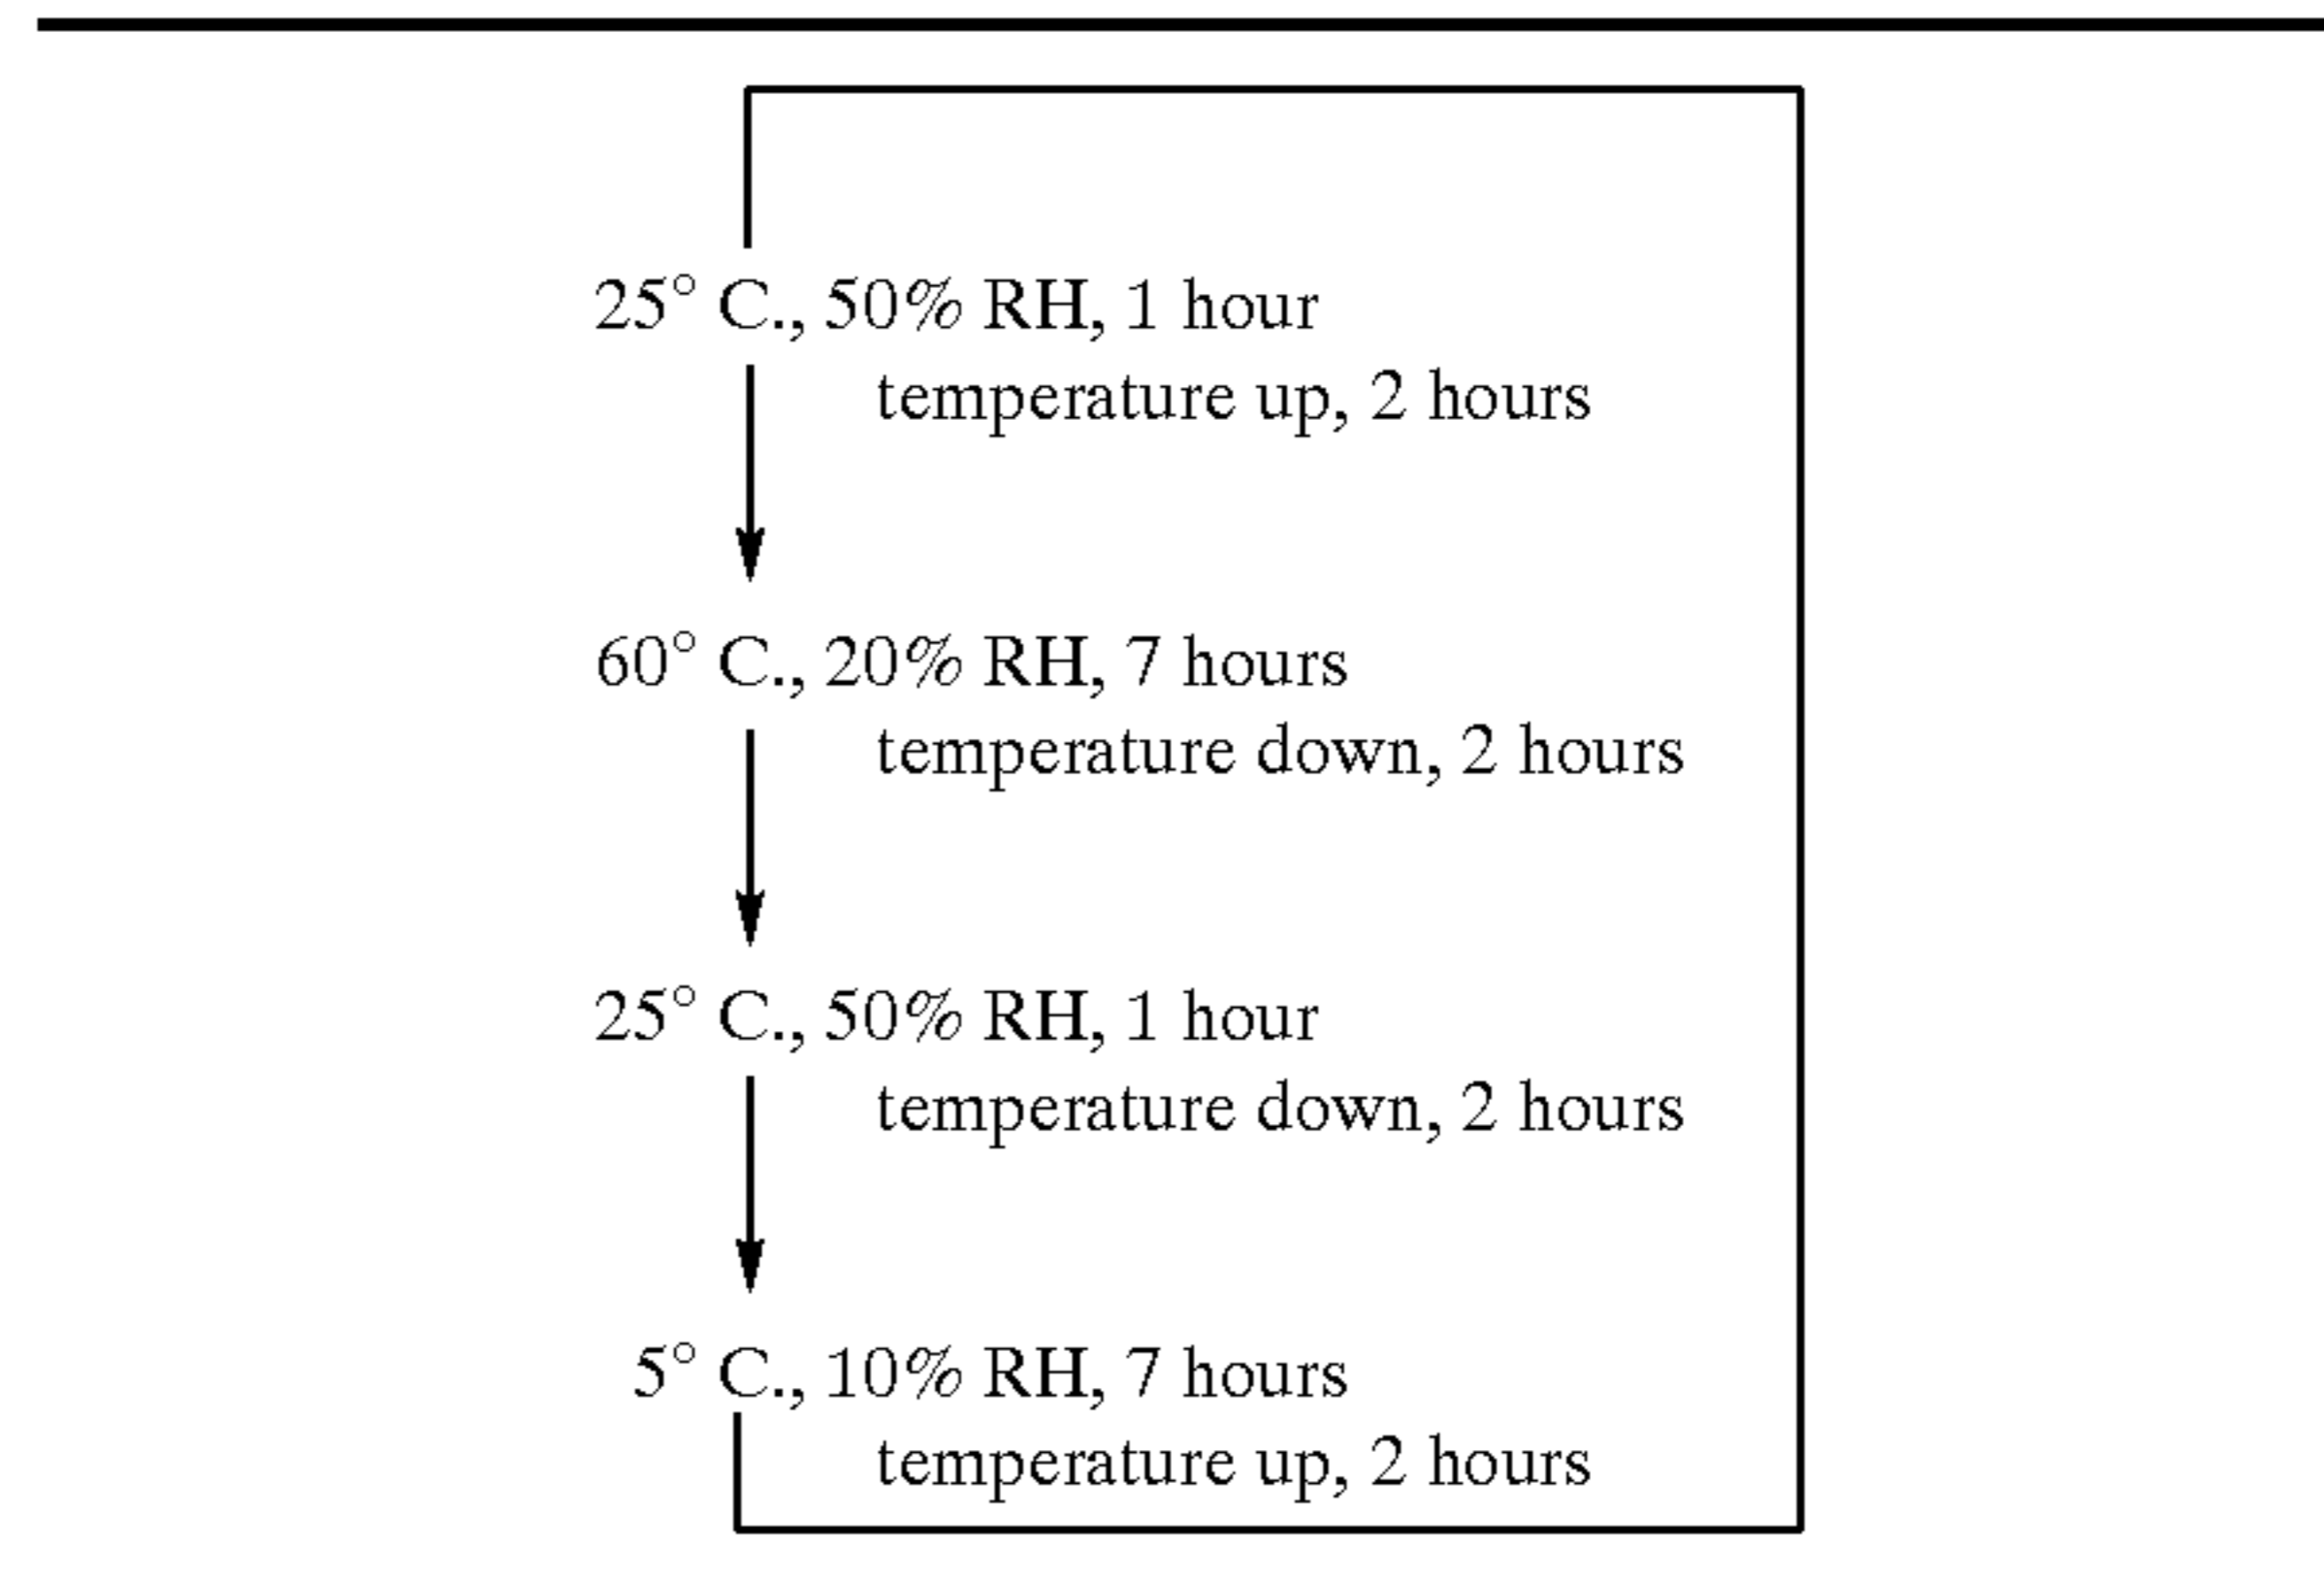 25° C., 50% RH, 1 hour
temperature up, 2 hours
60° C., 20% RH, 7 hours
temperature down, 2 hours
25° C., 50% RH, 1 hour
temperature down, 2 hours
5° C., 10% RH, 7 hours
temperature up, 2 hours